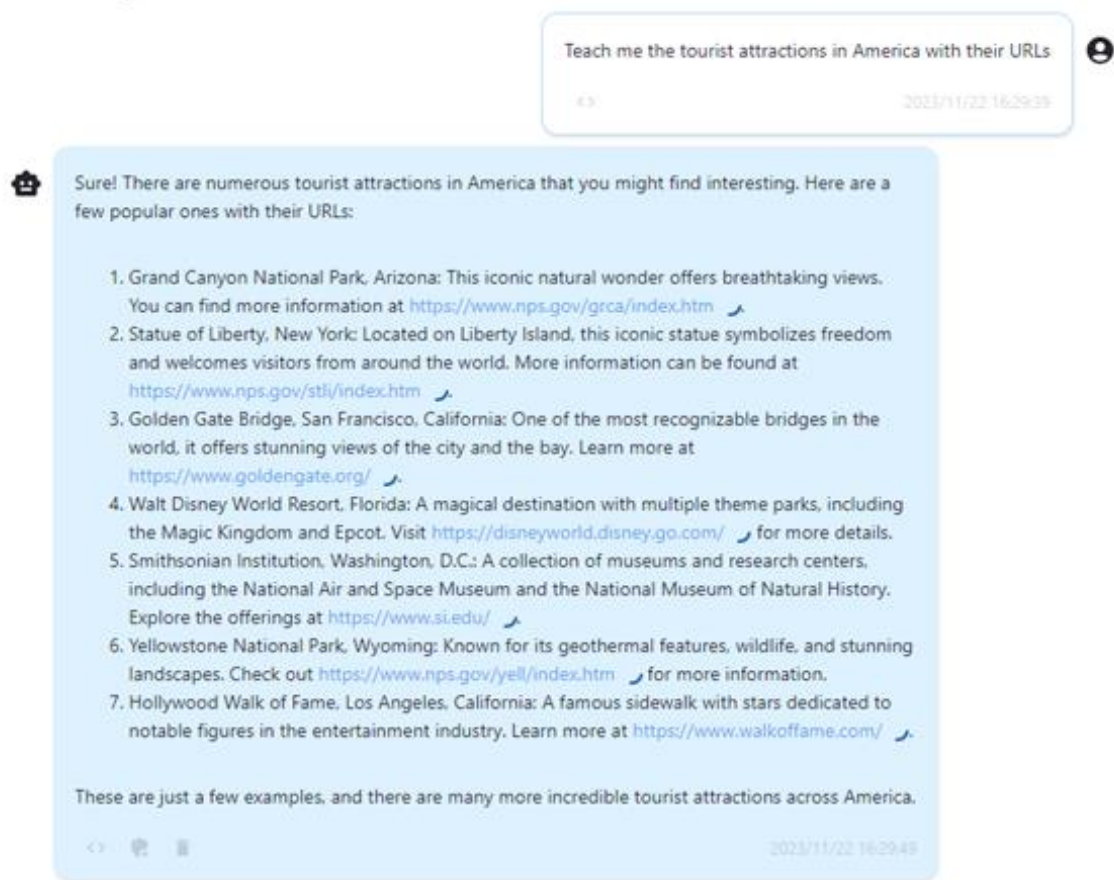 Teach me the tourist attractions in America with their URLs
<>
2023/11/22 16:29:39
Sure! There are numerous tourist attractions in America that you might find interesting. Here are a
few popular ones with their URLs:
1. Grand Canyon National Park, Arizona: This iconic natural wonder offers breathtaking views.
You can find more information at https://www.nps.gov/grca/index.htm .
2. Statue of Liberty, New York: Located on Liberty Island, this iconic statue symbolizes freedom
and welcomes visitors from around the world. More information can be found at
https://www.nps.gov/stli/index.htm .
3. Golden Gate Bridge, San Francisco, California: One of the most recognizable bridges in the
world, it offers stunning views of the city and the bay. Learn more at
https://www.goldengate.org/ .
4. Walt Disney World Resort, Florida: A magical destination with multiple theme parks, including
the Magic Kingdom and Epcot. Visit https://disneyworld.disney.go.com/ for more details.
5. Smithsonian Institution, Washington, D.C.: A collection of museums and research centers,
including the National Air and Space Museum and the National Museum of Natural History.
Explore the offerings at https://www.si.edu/ .
6. Yellowstone National Park, Wyoming: Known for its geothermal features, wildlife, and stunning
landscapes. Check out https://www.nps.gov/yell/index.htm for more information.
7. Hollywood Walk of Fame, Los Angeles, California: A famous sidewalk with stars dedicated to
notable figures in the entertainment industry. Learn more at https://www.walkoffame.com/ .
These are just a few examples, and there are many more incredible tourist attractions across America.
<>
2023/11/22 16:29:49